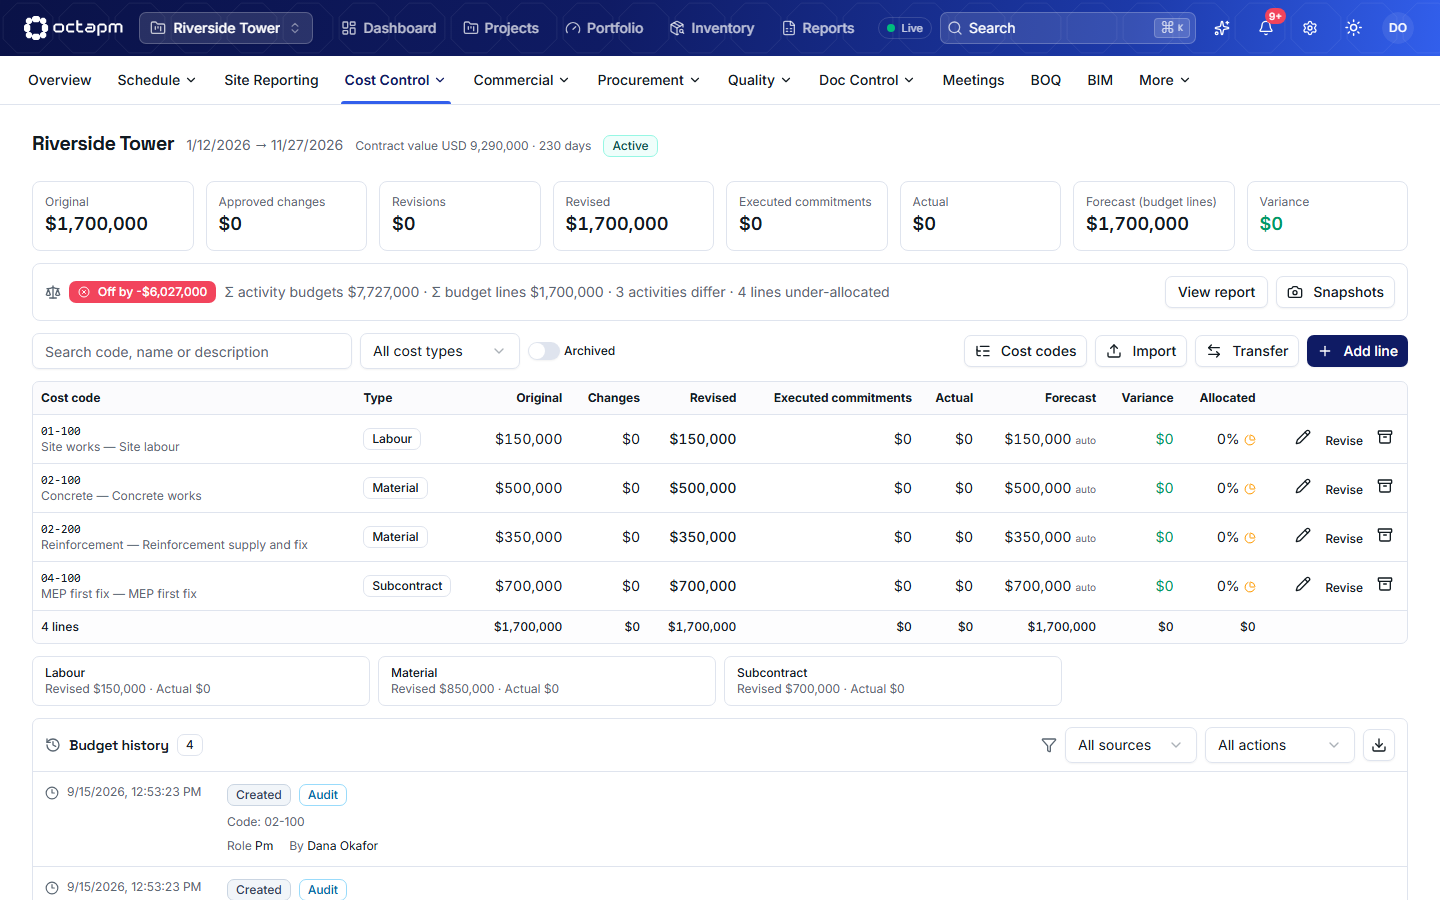 octapm
Riverside Tower
Dashboard
Projects
Portfolio
Inventory
Reports
Live
Search
⌘ K
9+
DO
Overview
Schedule
Site Reporting
Cost Control
Commercial
Procurement
Quality
Doc Control
Meetings
BOQ
BIM
More
Riverside Tower 1/12/2026 → 11/27/2026 Contract value USD 9,290,000 · 230 days Active
Original
$1,700,000
Approved changes
$0
Revisions
$0
Revised
$1,700,000
Executed commitments
$0
Actual
$0
Forecast (budget lines)
$1,700,000
Variance
$0
Off by -$6,027,000 Σ activity budgets $7,727,000 · Σ budget lines $1,700,000 · 3 activities differ · 4 lines under-allocated
View report
Snapshots
Search code, name or description
All cost types
Archived
Cost codes
Import
Transfer
Add line
Cost code Type Original Changes Revised Executed commitments Actual Forecast Variance Allocated
01-100
Site works — Site labour
Labour $150,000 $0 $150,000 $0 $0 $150,000 auto $0 0% Revise
02-100
Concrete — Concrete works
Material $500,000 $0 $500,000 $0 $0 $500,000 auto $0 0% Revise
02-200
Reinforcement — Reinforcement supply and fix
Material $350,000 $0 $350,000 $0 $0 $350,000 auto $0 0% Revise
04-100
MEP first fix — MEP first fix
Subcontract $700,000 $0 $700,000 $0 $0 $700,000 auto $0 0% Revise
4 lines $1,700,000 $0 $1,700,000 $0 $0 $1,700,000 $0 $0
Labour
Revised $150,000 · Actual $0
Material
Revised $850,000 · Actual $0
Subcontract
Revised $700,000 · Actual $0
Budget history 4
All sources
All actions
9/15/2026, 12:53:23 PM Created Audit
Code: 02-100
Role Pm By Dana Okafor
9/15/2026, 12:53:23 PM Created Audit